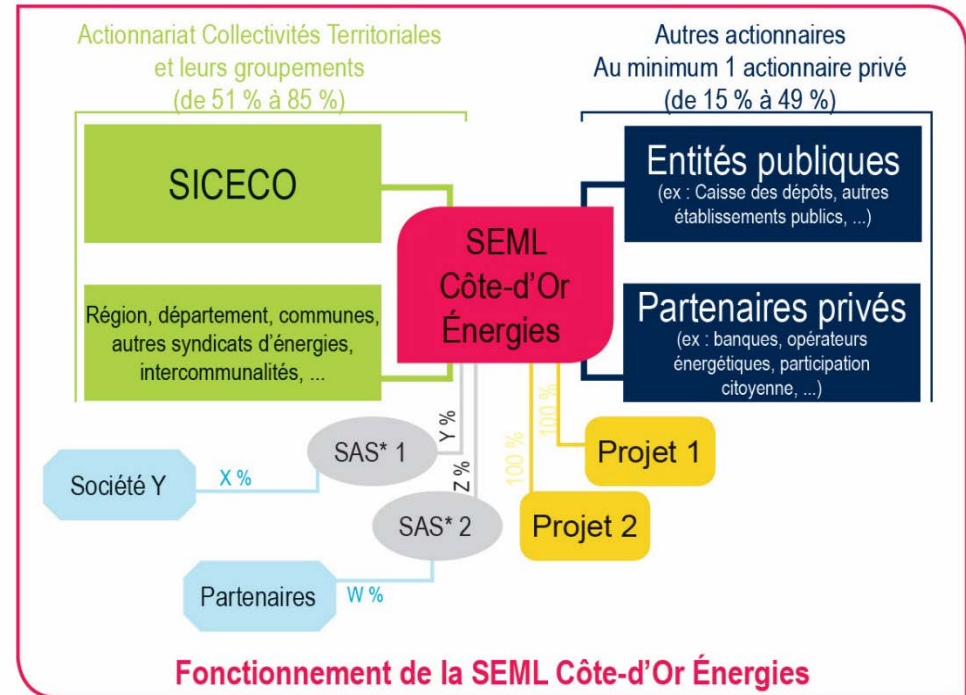 Actionnariat Collectivités Territoriales
et leurs groupements
(de 51 % à 85 %)
Autres actionnaires
Au minimum 1 actionnaire privé
(de 15 % à 49 %)
SICECO
Région, département, communes,
autres syndicats d'énergies,
intercommunalités, ...
SEML
Côte-d'Or
Énergies
Entités publiques
(ex : Caisse des dépôts, autres
établissements publics, ...)
Partenaires privés
(ex : banques, opérateurs
énergétiques, participation
citoyenne, ...)
Société Y
X %
SAS* 1
Y %
Partenaires
W %
SAS* 2
Z %
100 %
Projet 1
100 %
Projet 2
Fonctionnement de la SEML Côte-d'Or Énergies